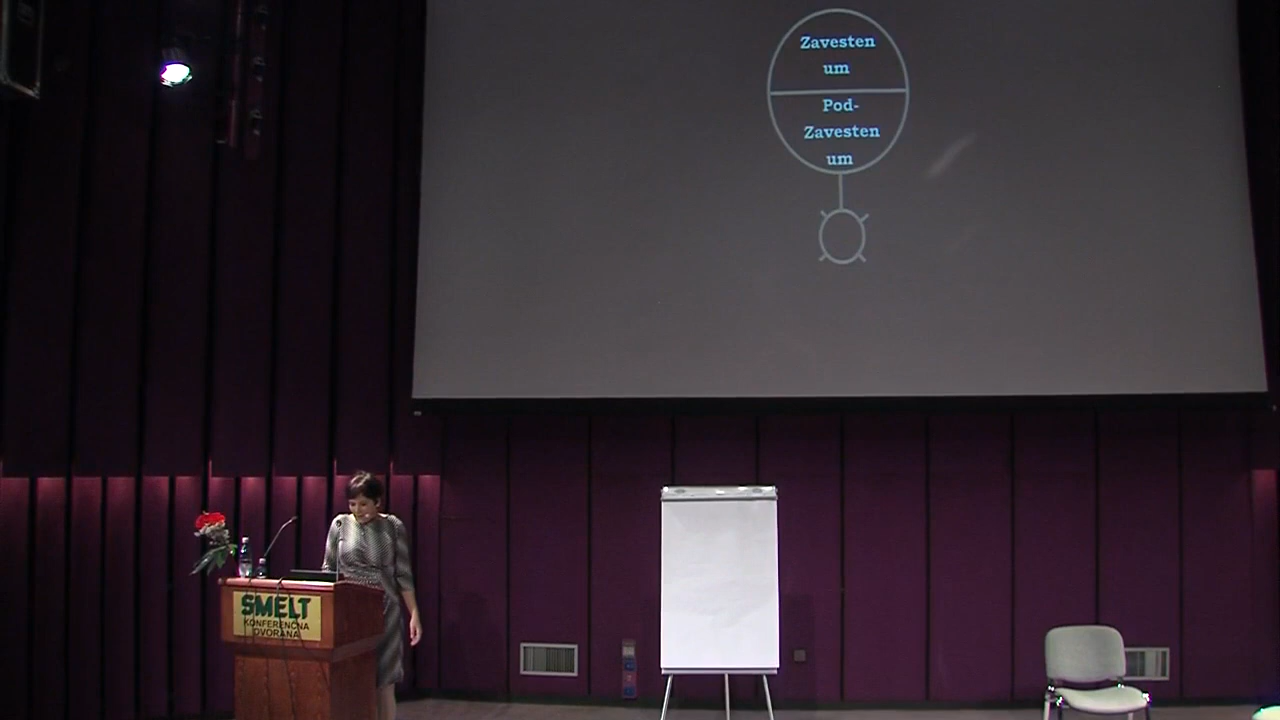 Zavesten
um
Pod-
Zavesten
um
SMELT
KONFERENČNA
DVORANA